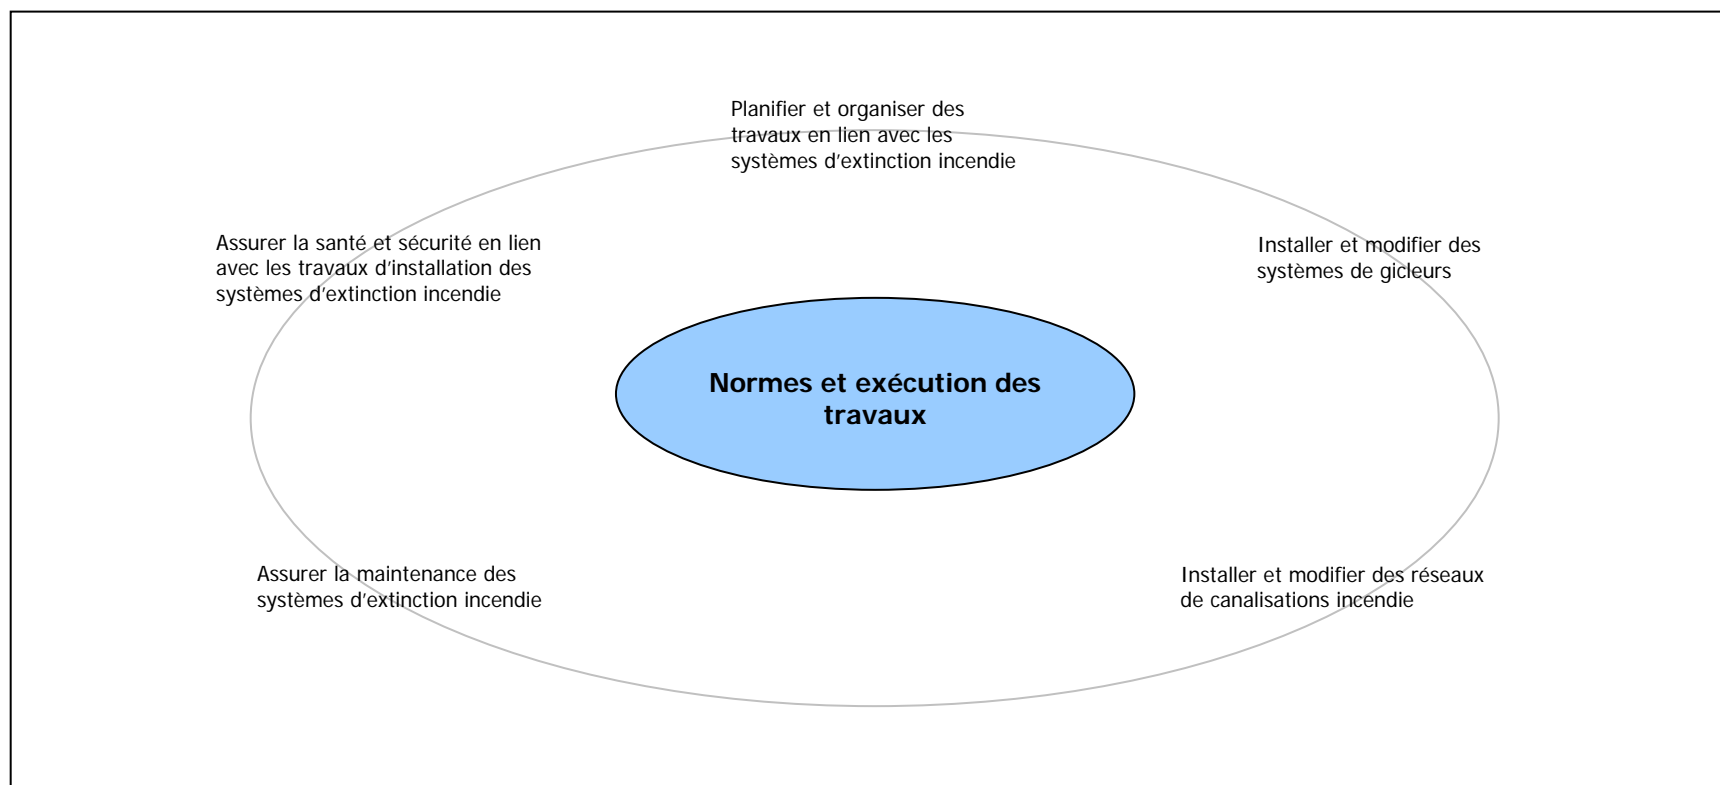 Planifier et organiser des
travaux en lien avec les
systèmes d'extinction incendie
Assurer la santé et sécurité en lien
avec les travaux d'installation des
systèmes d'extinction incendie
Installer et modifier des
systèmes de gicleurs
Normes et exécution des
travaux
Assurer la maintenance des
systèmes d'extinction incendie
Installer et modifier des réseaux
de canalisations incendie